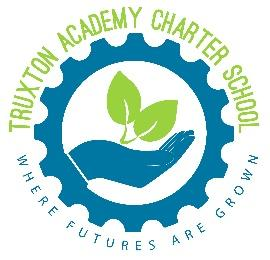 TRUXTON ACADEMY CHARTER SCHOOL
WHERE FUTURES ARE GROWN